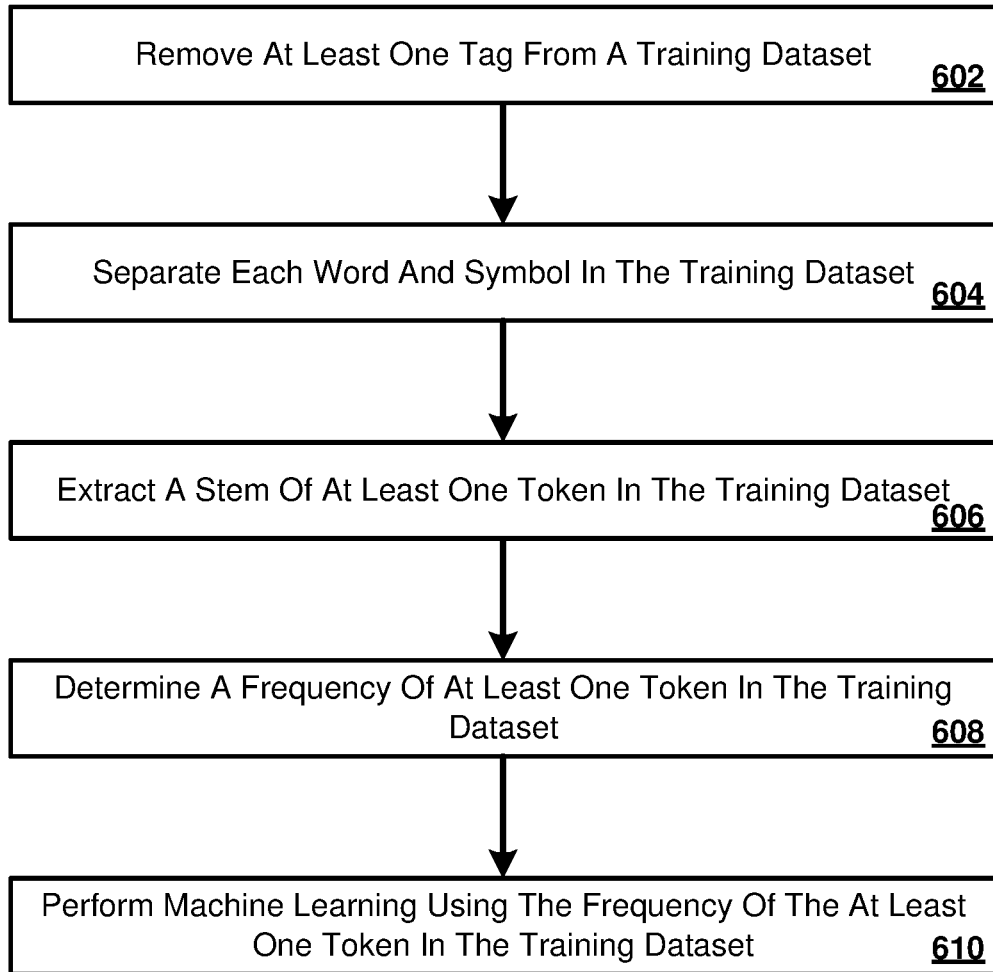 Remove At Least One Tag From A Training Dataset
602
Separate Each Word And Symbol In The Training Dataset
604
Extract A Stem Of At Least One Token In The Training Dataset
606
Determine A Frequency Of At Least One Token In The Training
Dataset
608
Perform Machine Learning Using The Frequency Of The At Least
One Token In The Training Dataset
610